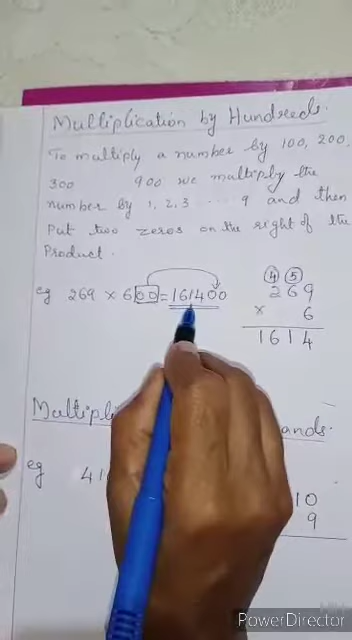 Multiplication by Hundreds.
To multiply a number by 100, 200,
300 900 we multiply the
number by 1, 2, 3 .... 9 and then
Put two zeros on the right of the
Product.
eg 269 × 600 = 161400
4 5
269
× 6
1614
ands.
eg 41
10
9
PowerDirector